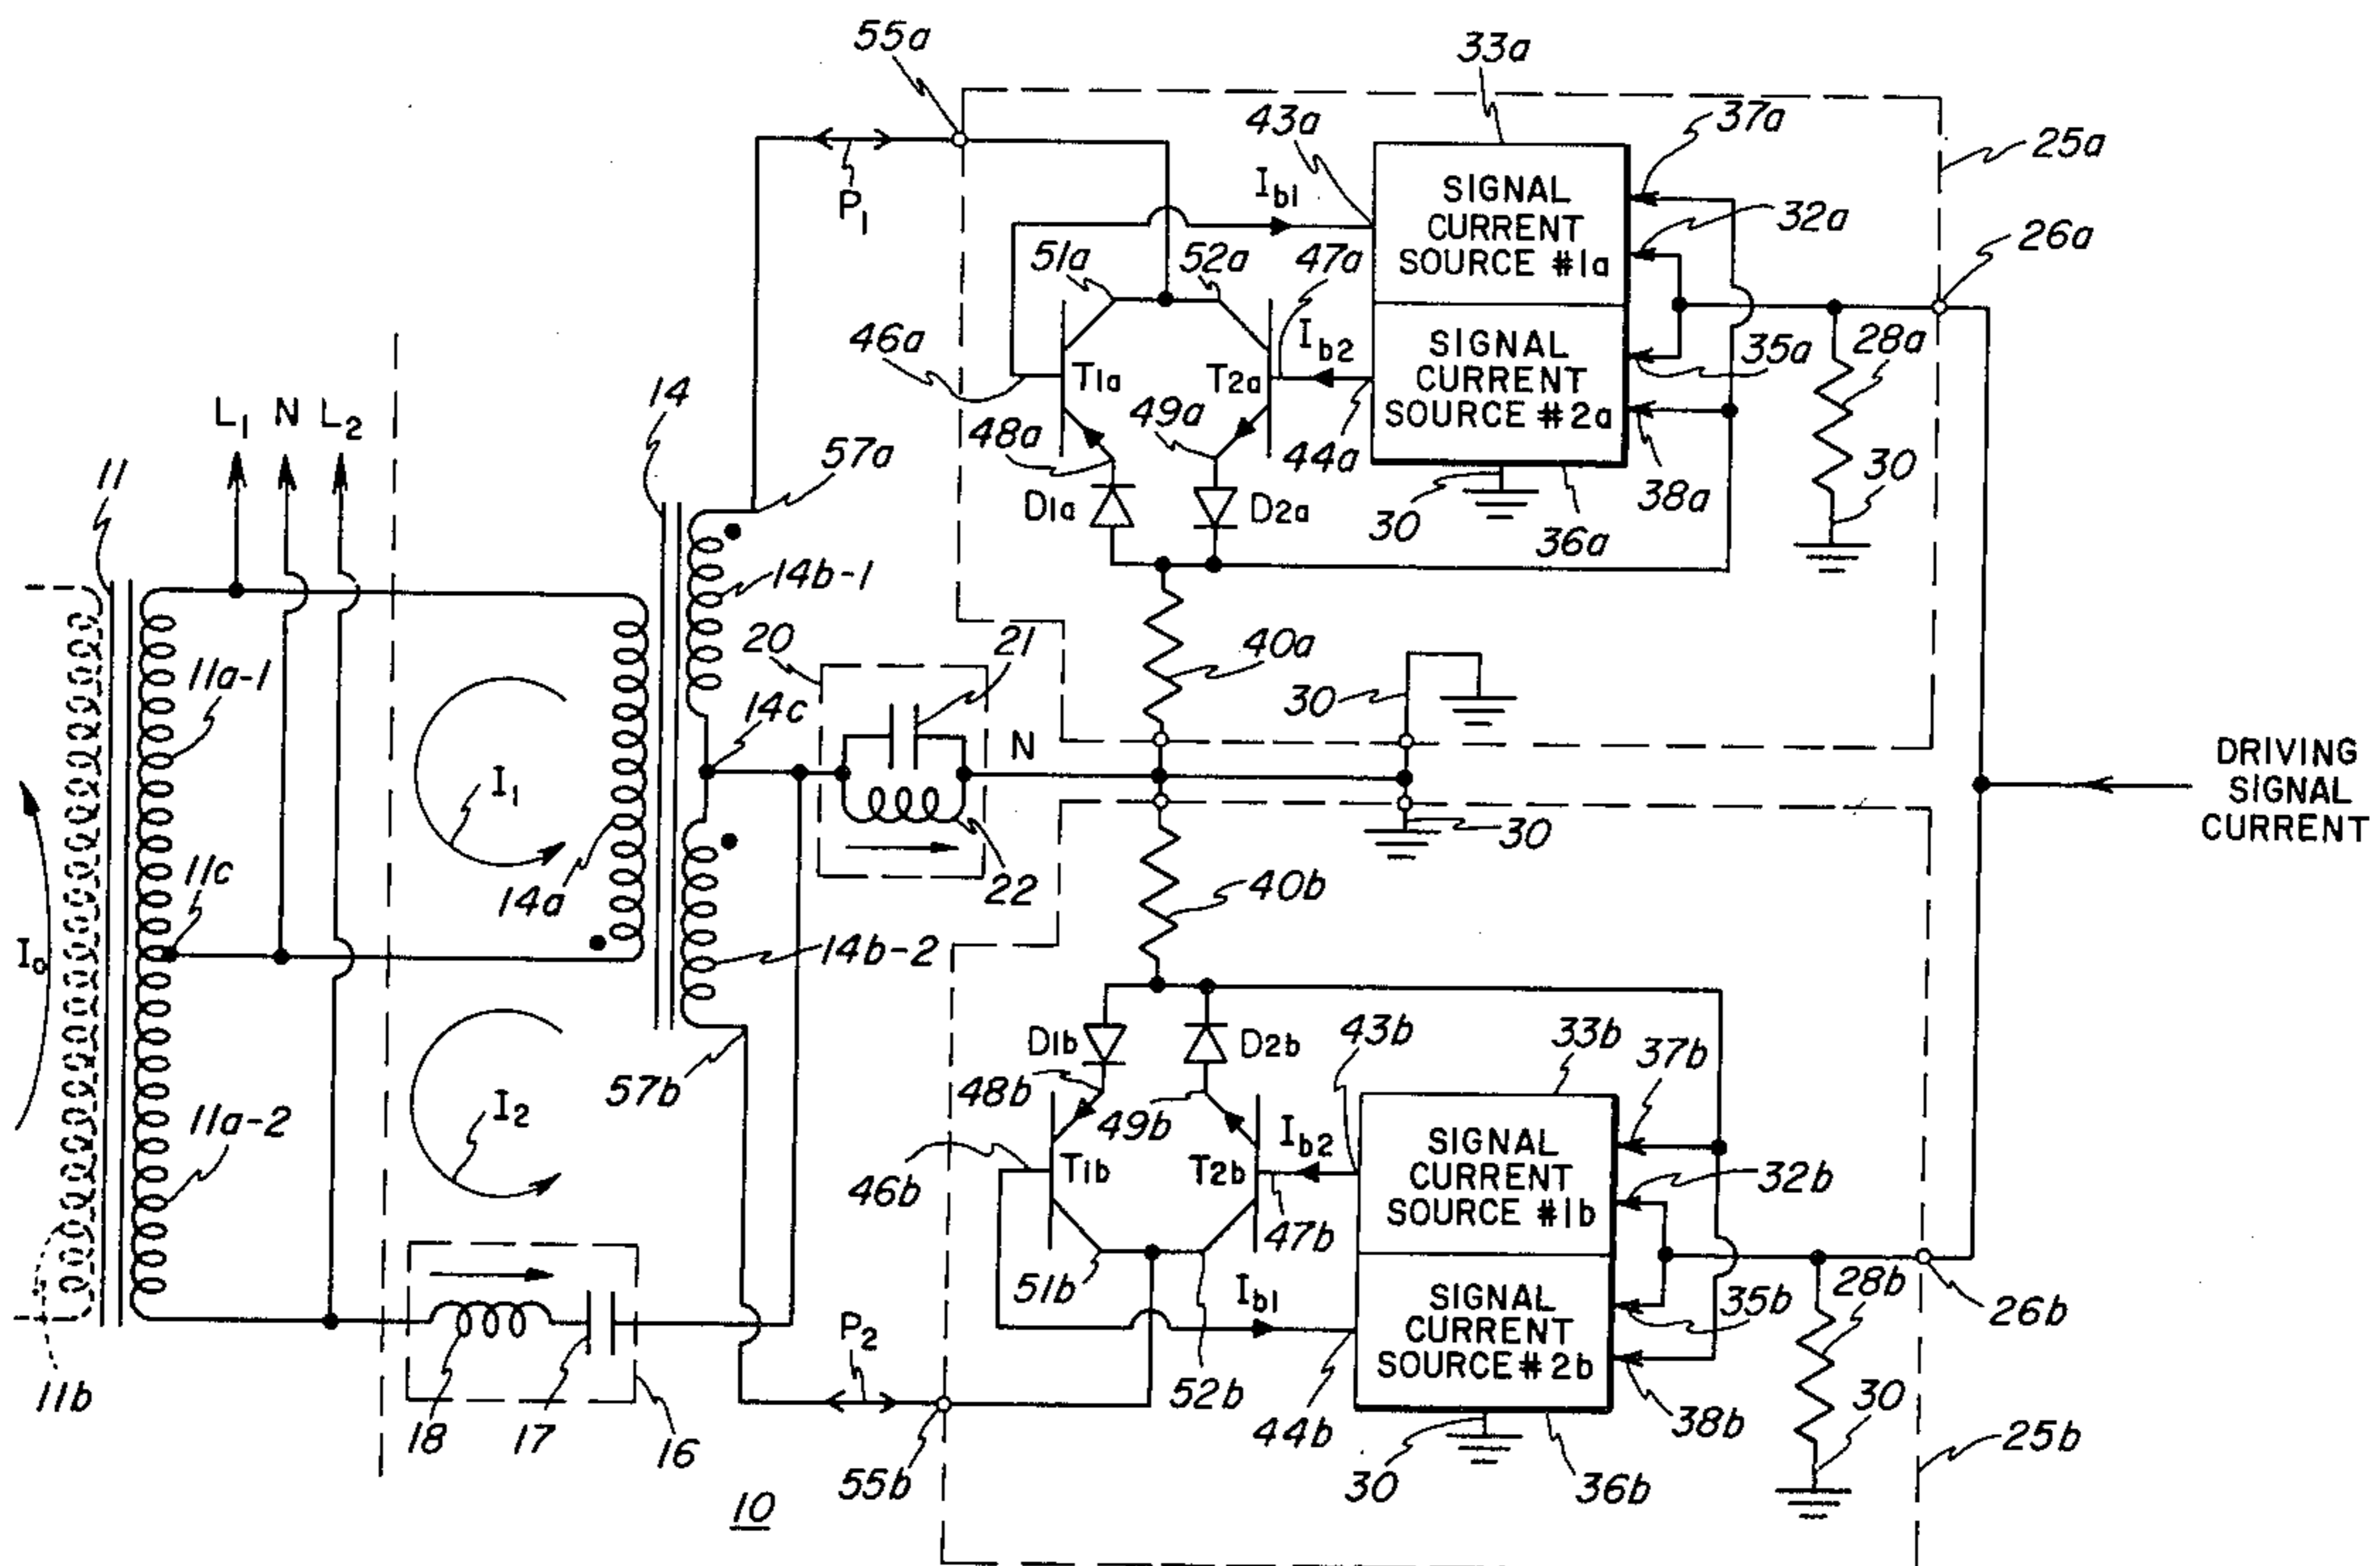 55a
33a
43a
37a
25a
P1
Ib1
SIGNAL
CURRENT
SOURCE #1a
32a
26a
51a
52a
47a
46a
T1a
T2a
Ib2
SIGNAL
CURRENT
SOURCE #2a
35a
28a
L1 N L2
14
48a
49a
44a
38a
30
57a
11
D1a
D2a
30
36a
14b-1
20
21
40a
11a-1
14c
30
N
I1
DRIVING
SIGNAL
CURRENT
11c
14a
22
30
40b
Io
14b-2
D1b
D2b
43b
33b
37b
57b
48b
49b
I2
11a-2
46b
T1b
T2b
Ib2
SIGNAL
CURRENT
SOURCE #1b
32b
47b
51b
Ib1
SIGNAL
CURRENT
SOURCE #2b
35b
28b
26b
P2
11b
18
17
16
55b
52b
44b
30
36b
38b
30
25b
10